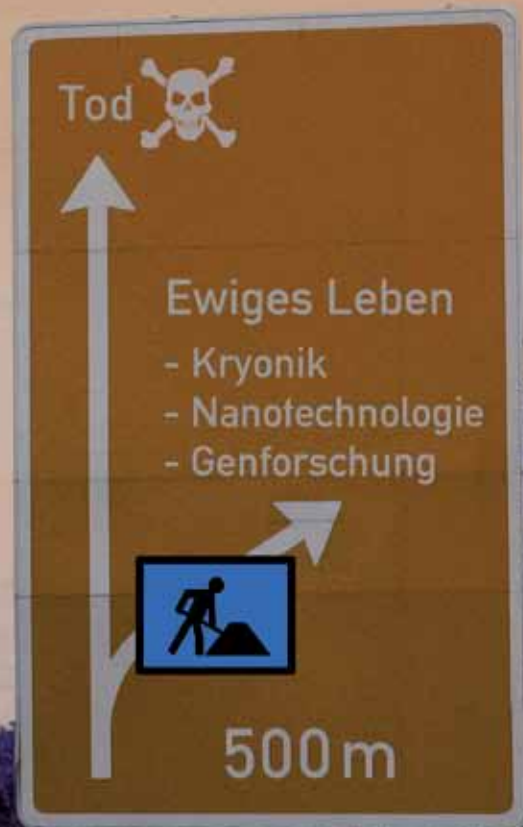 Tod
Ewiges Leben
- Kryonik
- Nanotechnologie
- Genforschung
500 m